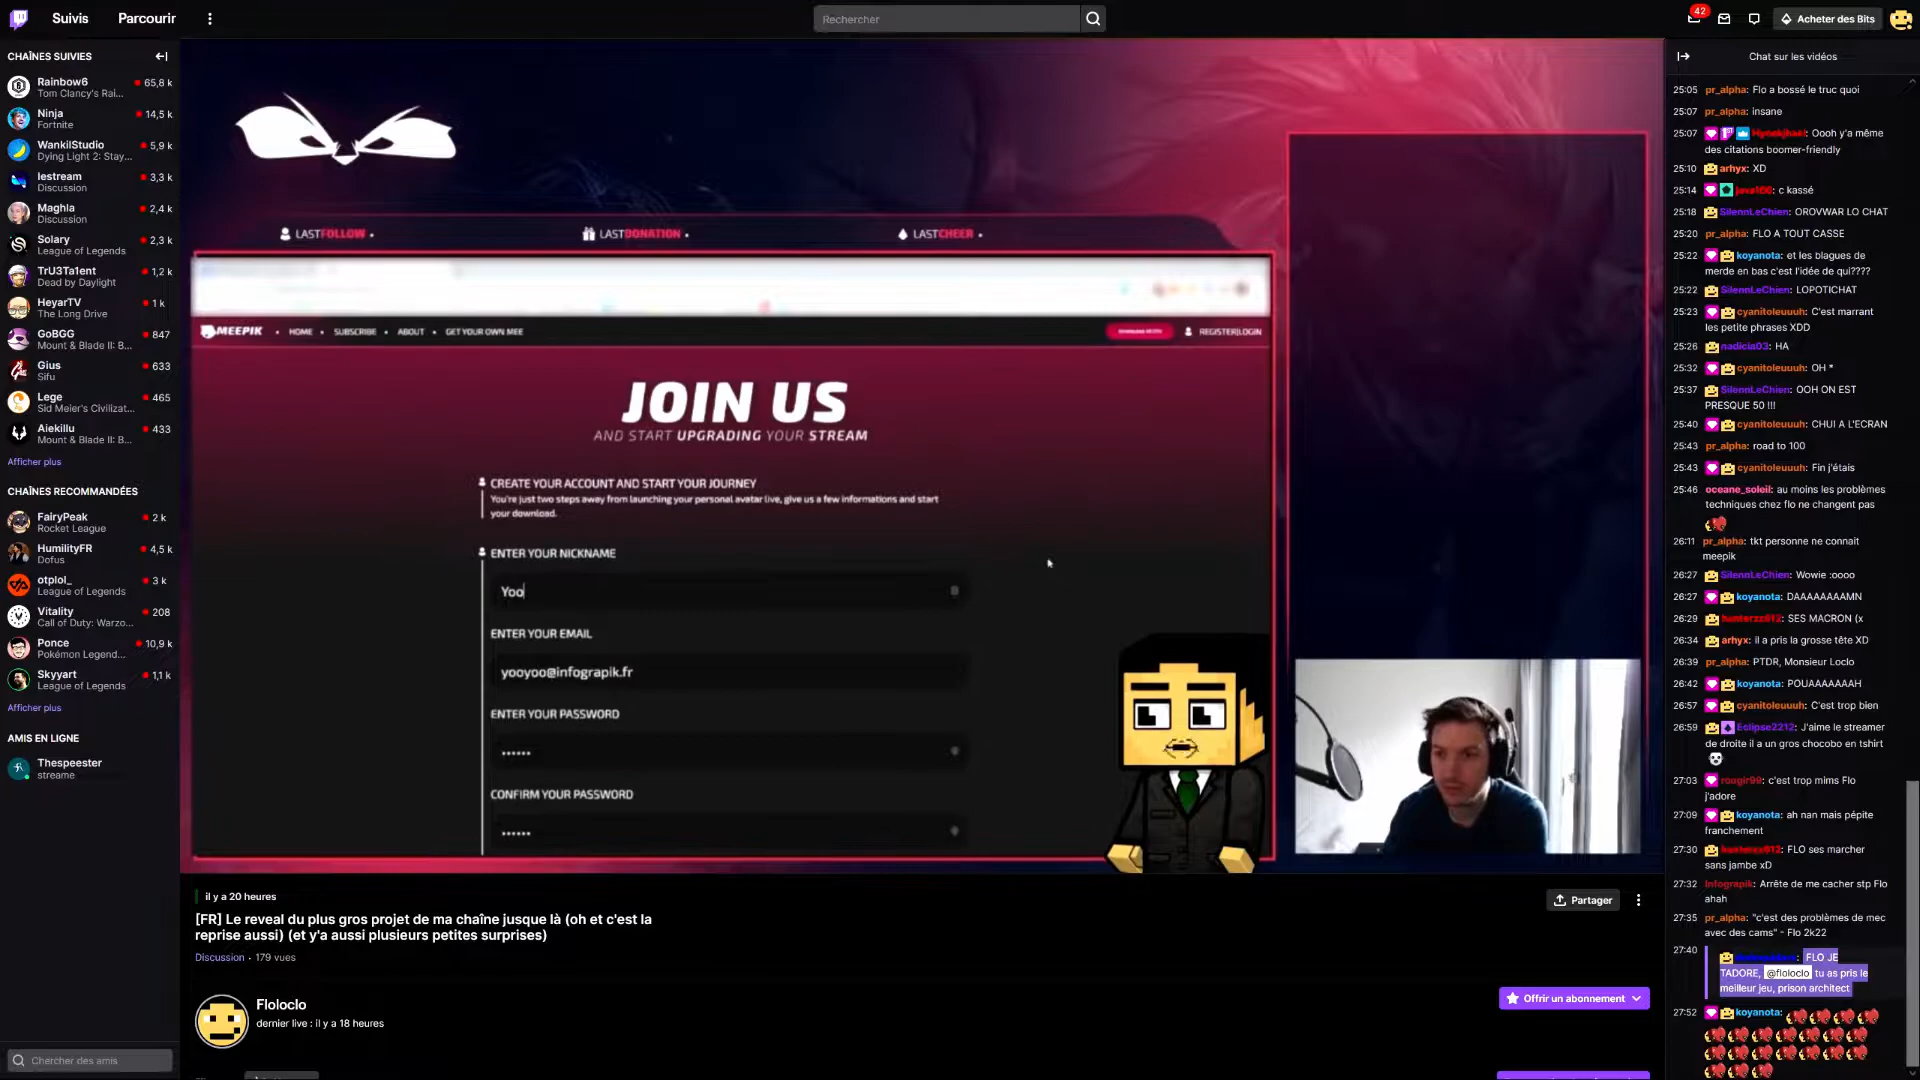 Suivis
Parcourir
Rechercher
42
Acheter des Bits
CHAÎNES SUIVIES
Rainbow6
65,8 k
Tom Clancy's Rai...
Ninja
14,5 k
Fortnite
WankilStudio
5,9 k
Dying Light 2: Stay...
lestream
3,3 k
Discussion
Maghla
2,4 k
Discussion
Solary
2,3 k
League of Legends
TrU3Ta1ent
1,2 k
Dead by Daylight
HeyarTV
1 k
The Long Drive
GoBGG
847
Mount & Blade II: B...
Gius
633
Sifu
Lege
465
Sid Meier's Civilizat...
Aiekillu
433
Mount & Blade II: B...
Afficher plus
CHAÎNES RECOMMANDÉES
FairyPeak
2 k
Rocket League
HumilityFR
4,5 k
Dofus
otplol_
3 k
League of Legends
Vitality
208
Call of Duty: Warzo...
Ponce
10,9 k
Pokémon Legend...
Skyyart
1,1 k
League of Legends
Afficher plus
AMIS EN LIGNE
Thespeester
streame
Chercher des amis
LASTFOLLOW
LASTDONATION
LASTCHEER
MEEPIK
HOME
SUBSCRIBE
ABOUT
GET YOUR OWN MEE
REGISTER|LOGIN
JOIN US
AND START UPGRADING YOUR STREAM
CREATE YOUR ACCOUNT AND START YOUR JOURNEY
You're just two steps away from launching your personal avatar live, give us a few informations and start
your download.
ENTER YOUR NICKNAME
Yoo
ENTER YOUR EMAIL
yooyoo@infograpik.fr
ENTER YOUR PASSWORD
••••••
CONFIRM YOUR PASSWORD
••••••
il y a 20 heures
Partager
[FR] Le reveal du plus gros projet de ma chaîne jusque là (oh et c'est la
reprise aussi) (et y'a aussi plusieurs petites surprises)
Discussion • 179 vues
Floloclo
dernier live : il y a 18 heures
Offrir un abonnement
Chat sur les vidéos
25:05 pr_alpha: Flo a bossé le truc quoi
25:07 pr_alpha: insane
25:07 Oooh y'a même
des citations boomer-friendly
25:10 arhyx: XD
25:14 c kassé
25:18 SilennLeChien: OROVWAR LO CHAT
25:20 pr_alpha: FLO A TOUT CASSE
25:22 koyanota: et les blagues de
merde en bas c'est l'idée de qui????
25:22 SilennLeChien: LOPOTICHAT
25:23 cyanitoleuuuh: C'est marrant
les petite phrases XDD
25:26 nadicia03: HA
25:32 cyanitoleuuuh: OH *
25:37 SilennLeChien: OOH ON EST
PRESQUE 50 !!!
25:40 cyanitoleuuuh: CHUI A L'ECRAN
25:43 pr_alpha: road to 100
25:43 cyanitoleuuuh: Fin j'étais
25:46 oceane_soleil: au moins les problèmes
techniques chez flo ne changent pas
26:11 pr_alpha: tkt personne ne connait
meepik
26:27 SilennLeChien: Wowie :oooo
26:27 koyanota: DAAAAAAAMN
26:29 SES MACRON (x
26:34 arhyx: il a pris la grosse tête XD
26:39 pr_alpha: PTDR, Monsieur Loclo
26:42 koyanota: POUAAAAAAH
26:57 cyanitoleuuuh: C'est trop bien
26:59 Eclipse2212: J'aime le streamer
de droite il a un gros chocobo en tshirt
27:03 rougir99: c'est trop mims Flo
j'adore
27:09 koyanota: ah nan mais pépite
franchement
27:30 FLO ses marcher
sans jambe xD
27:32 Infograpik: Arrête de me cacher stp Flo
ahah
27:35 pr_alpha: "c'est des problèmes de mec
avec des cams" - Flo 2k22
27:40 FLO JE
TADORE, @floloclo tu as pris le
meilleur jeu, prison architect
27:52 koyanota: